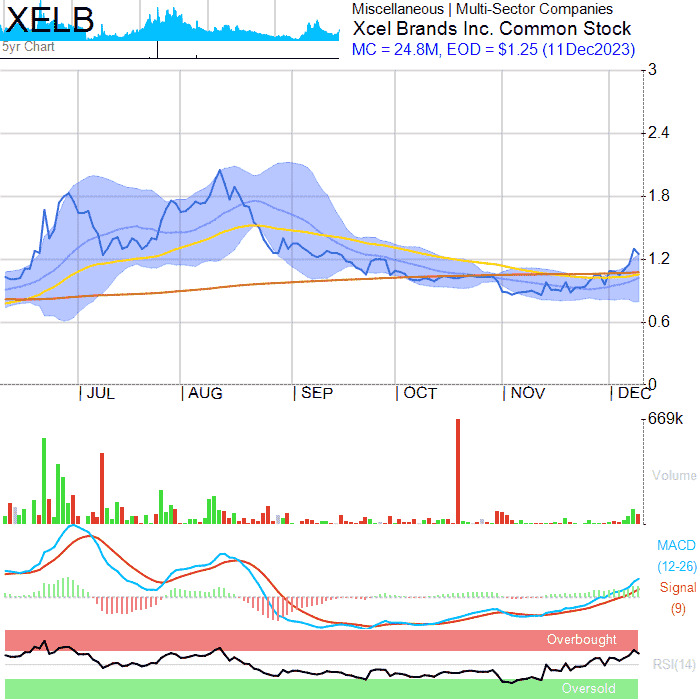 XELB
5yr Chart
Miscellaneous | Multi-Sector Companies
Xcel Brands Inc. Common Stock
MC = 24.8M, EOD = $1.25 (11Dec2023)
3
2.4
1.8
1.2
0.6
0
JUL AUG SEP OCT NOV DEC
669k
Volume
MACD
(12-26)
Signal
(9)
Overbought
RSI(14)
Oversold